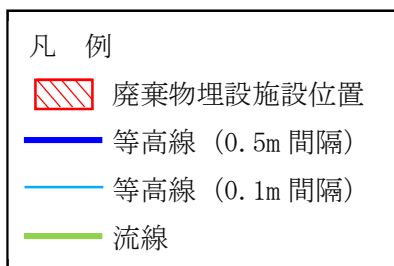 凡 例
廃棄物埋設施設位置
等高線 (0.5m 間隔)
等高線 (0.1m 間隔)
流線